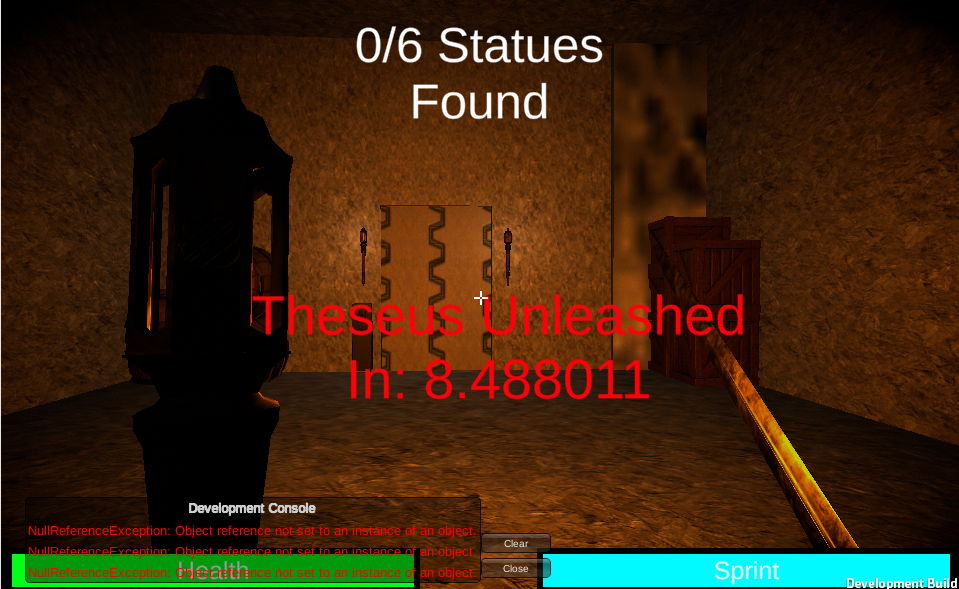 0/6 Statues
Found
Theseus Unleashed
In: 8.488011
Development Console
NullReferenceException: Object reference not set to an instance of an object.
NullReferenceException: Object reference not set to an instance of an object.
NullReferenceException: Object reference not set to an instance of an object.
Clear
Close
Health
Sprint
Development Build